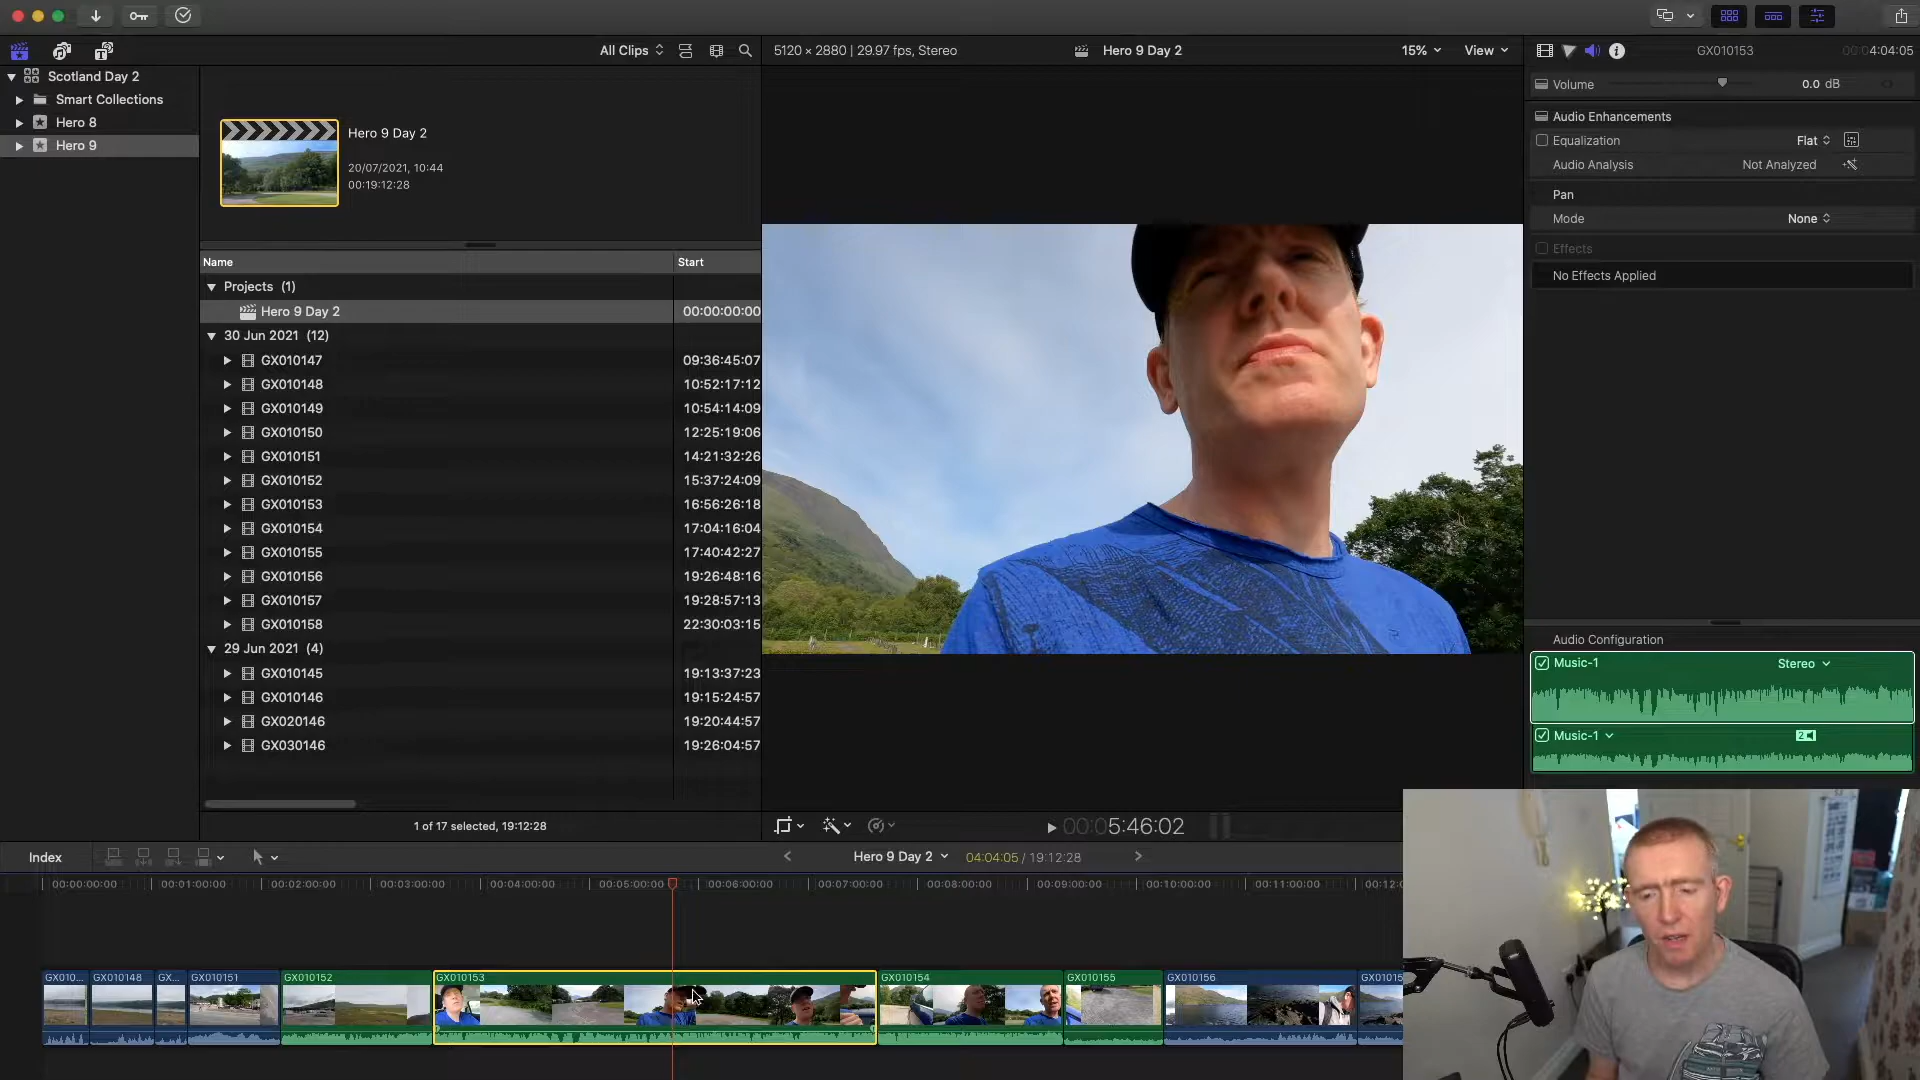 All Clips
5120 × 2880 | 29.97 fps, Stereo
Hero 9 Day 2
15%
View
GX010153
00:04:04:05
Scotland Day 2
Smart Collections
Hero 8
Hero 9
Hero 9 Day 2
20/07/2021, 10:44
00:19:12:28
Name
Start
Projects (1)
Hero 9 Day 2
00:00:00:00
30 Jun 2021 (12)
GX010147
09:36:45:07
GX010148
10:52:17:12
GX010149
10:54:14:09
GX010150
12:25:19:06
GX010151
14:21:32:26
GX010152
15:37:24:09
GX010153
16:56:26:18
GX010154
17:04:16:04
GX010155
17:40:42:27
GX010156
19:26:48:16
GX010157
19:28:57:13
GX010158
22:30:03:15
29 Jun 2021 (4)
GX010145
19:13:37:23
GX010146
19:15:24:57
GX020146
19:20:44:57
GX030146
19:26:04:57
1 of 17 selected, 19:12:28
00:05:46:02
Volume
0.0 dB
Audio Enhancements
Equalization
Flat
Audio Analysis
Not Analyzed
Pan
Mode
None
Effects
No Effects Applied
Audio Configuration
Music-1
Stereo
Music-1
2
Index
Hero 9 Day 2
04:04:05 / 19:12:28
00:00:00:00
00:01:00:00
00:02:00:00
00:03:00:00
00:04:00:00
00:05:00:00
00:06:00:00
00:07:00:00
00:08:00:00
00:09:00:00
00:10:00:00
00:11:00:00
00:12:0
GX010...
GX010148
GX...
GX010151
GX010152
GX010153
GX010154
GX010155
GX010156
GX01015